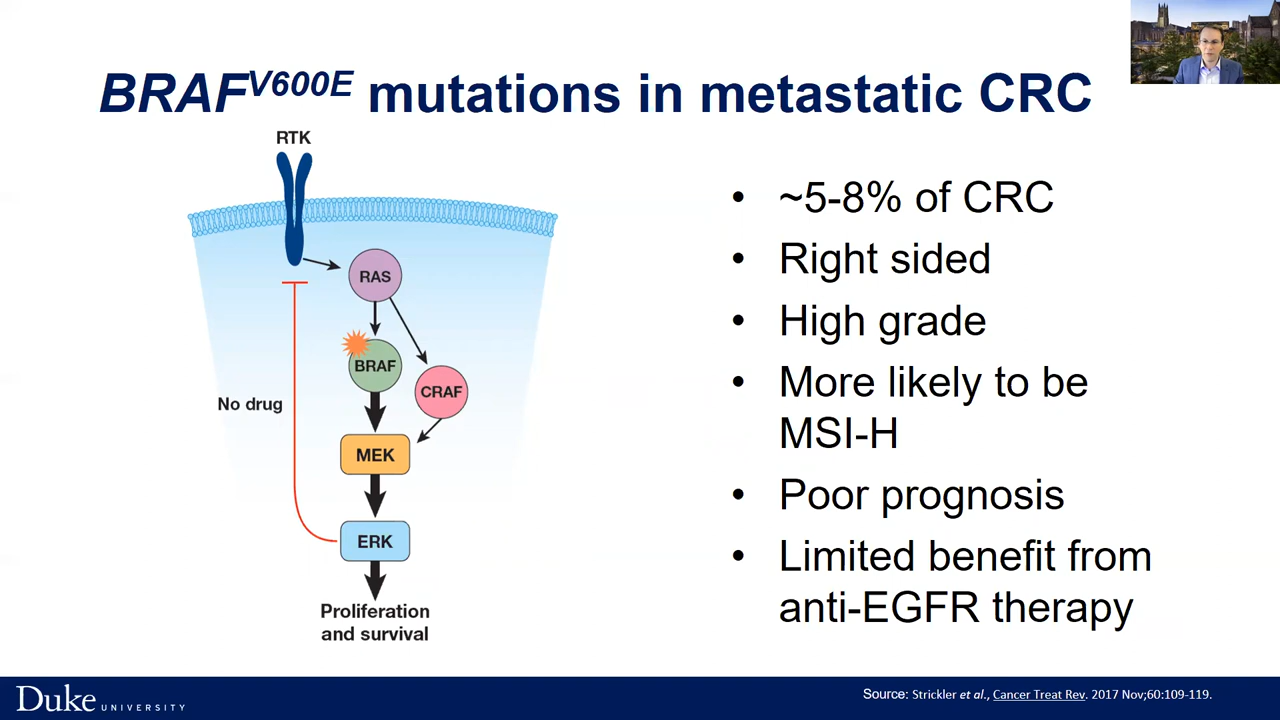 BRAFV600E mutations in metastatic CRC
RTK
RAS
BRAF
CRAF
No drug
MEK
ERK
Proliferation
and survival
• ~5-8% of CRC
• Right sided
• High grade
• More likely to be
MSI-H
• Poor prognosis
• Limited benefit from
anti-EGFR therapy
Duke UNIVERSITY
Source: Strickler et al., Cancer Treat Rev. 2017 Nov;60:109-119.